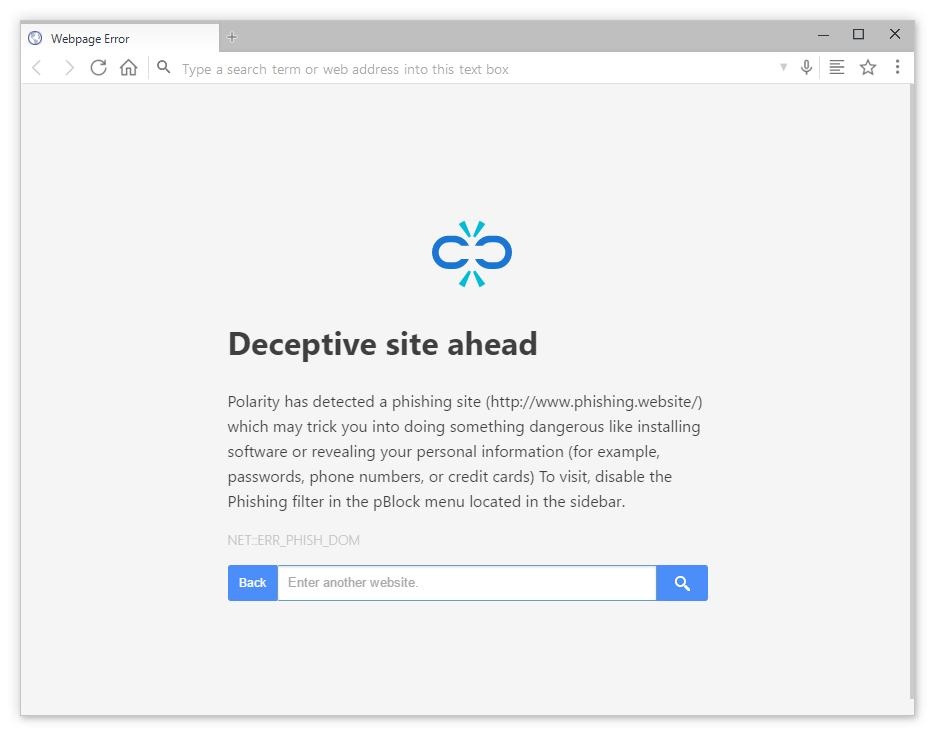 Webpage Error
Type a search term or web address into this text box
Deceptive site ahead
Polarity has detected a phishing site (http://www.phishing.website/)
which may trick you into doing something dangerous like installing
software or revealing your personal information (for example,
passwords, phone numbers, or credit cards) To visit, disable the
Phishing filter in the pBlock menu located in the sidebar.
NET::ERR_PHISH_DOM
Back
Enter another website.